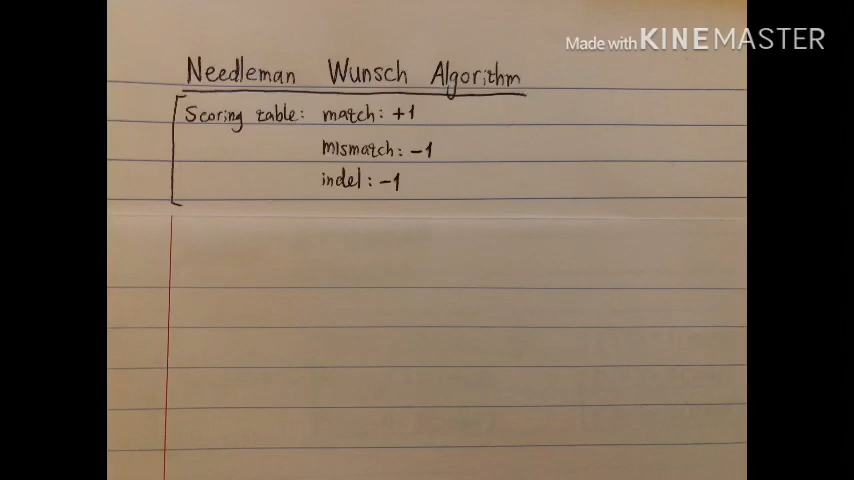 Made with KINEMASTER
Needleman Wunsch Algorithm
Scoring table: match: +1
mismatch: -1
indel: -1